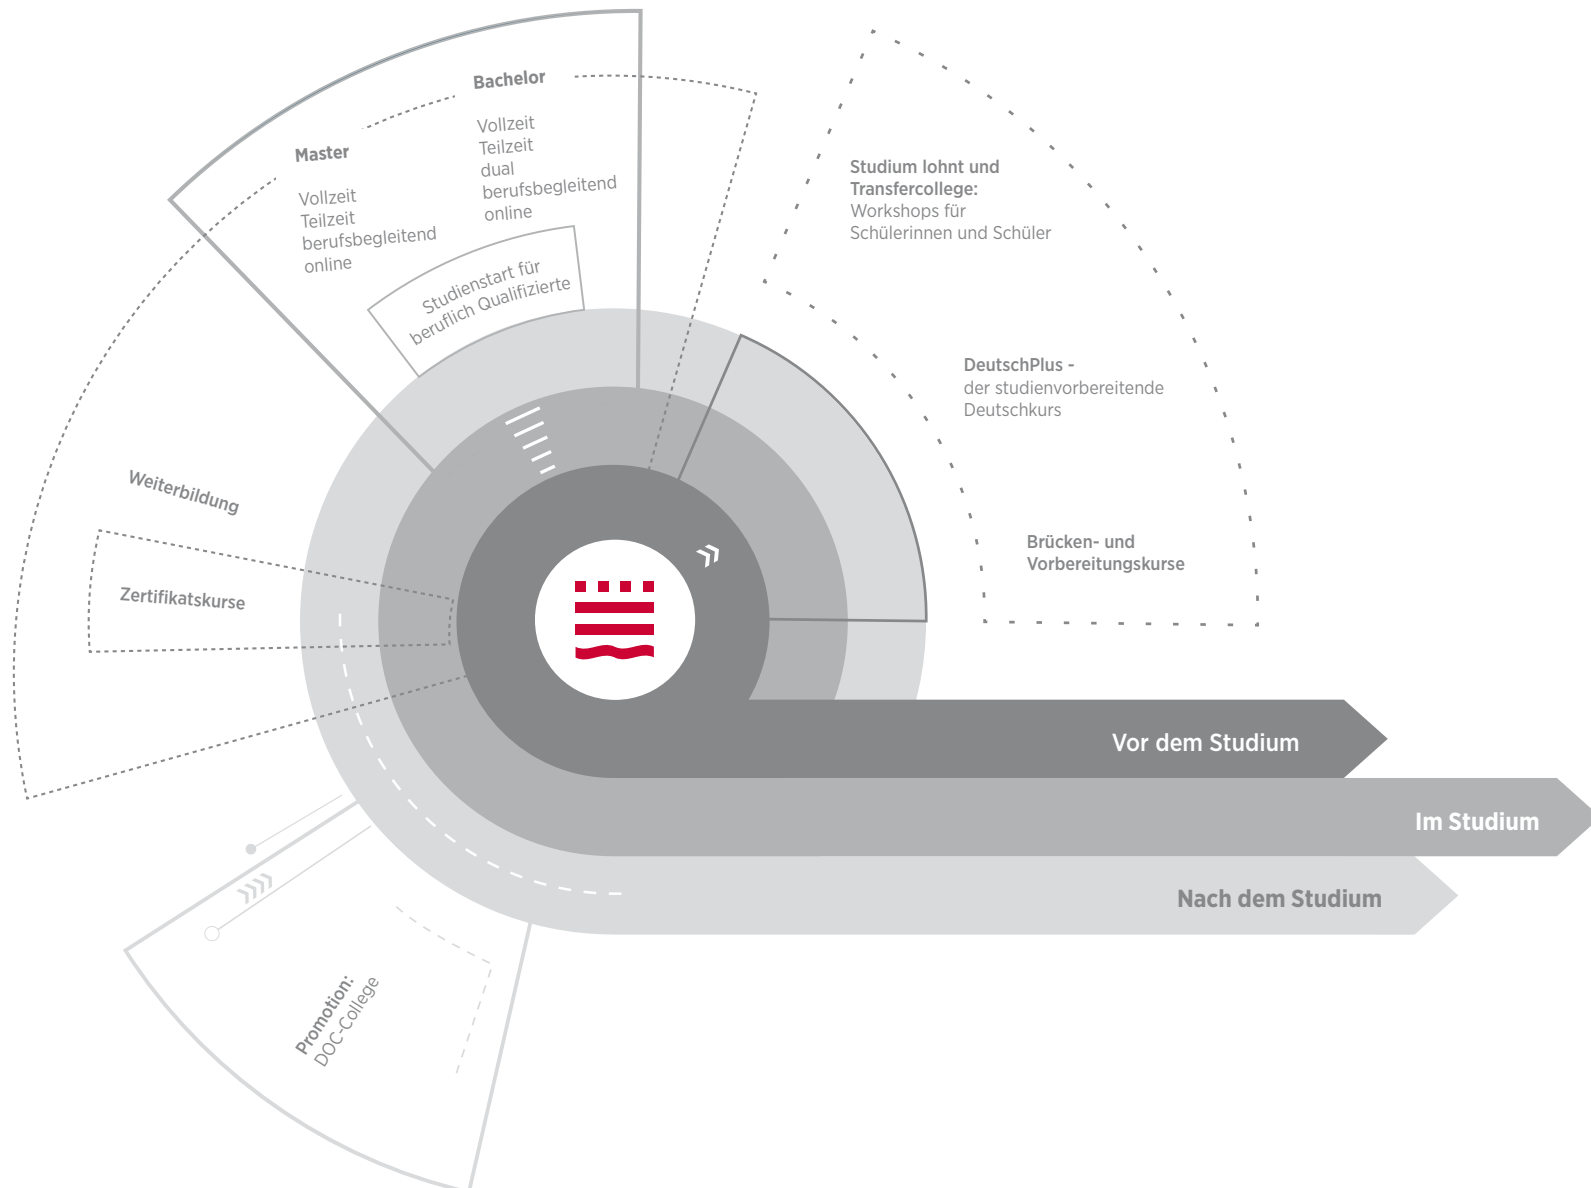 Bachelor
Vollzeit
Teilzeit
dual
berufsbegleitend
online
Master
Vollzeit
Teilzeit
berufsbegleitend
online
Studienstart für
beruflich Qualifizierte
Studium lohnt und
Transfercollege:
Workshops für
Schülerinnen und Schüler
DeutschPlus -
der studienvorbereitende
Deutschkurs
Brücken- und
Vorbereitungskurse
Weiterbildung
Zertifikatskurse
Vor dem Studium
Im Studium
Nach dem Studium
Promotion:
DOC-College